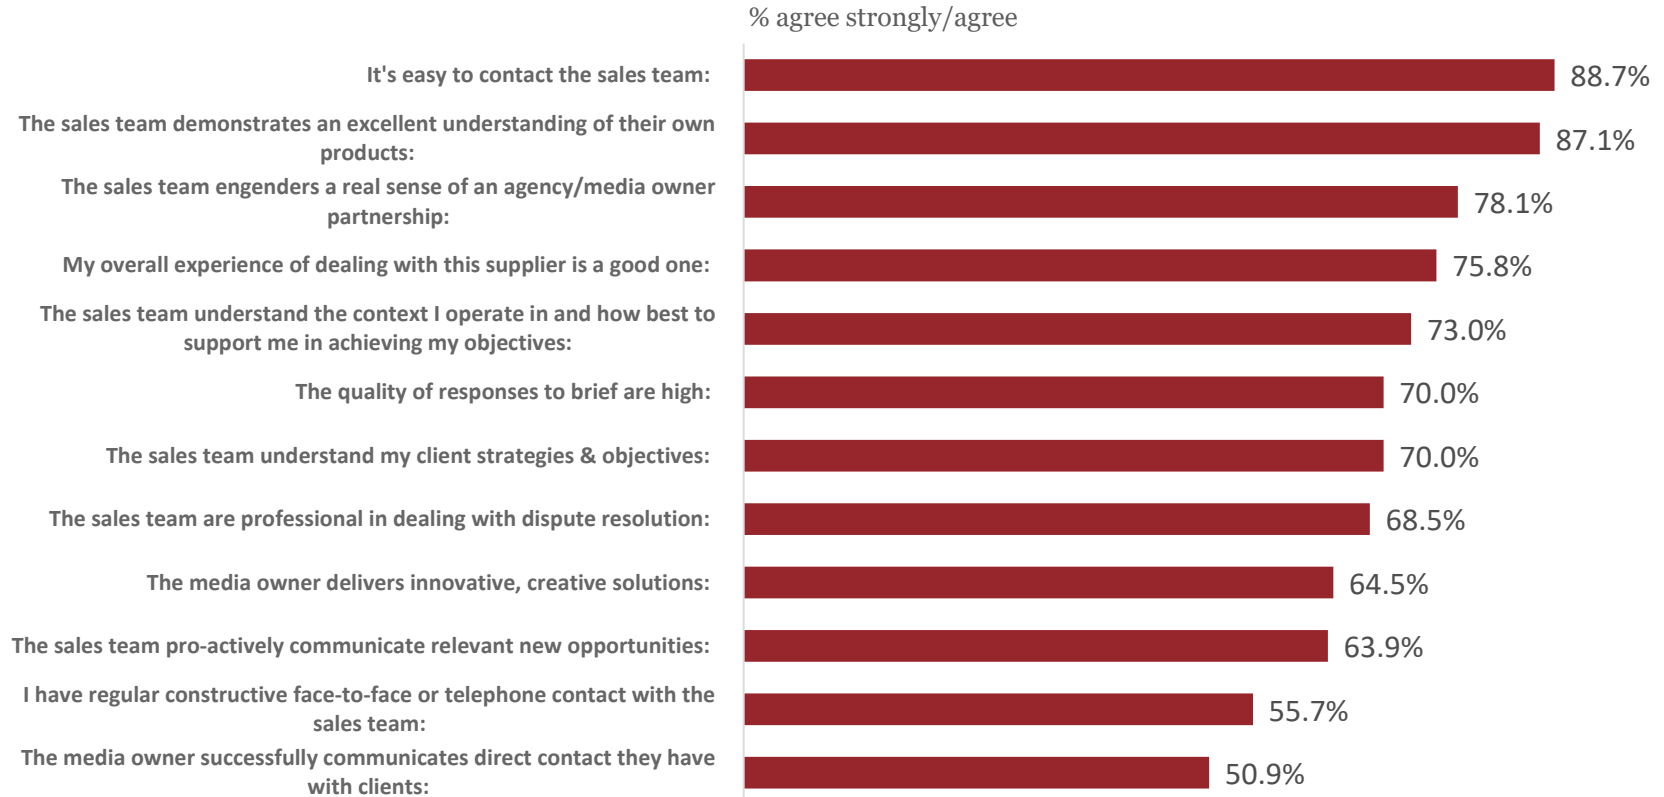 % agree strongly/agree
It's easy to contact the sales team:
88.7%
The sales team demonstrates an excellent understanding of their own
products:
87.1%
The sales team engenders a real sense of an agency/media owner
partnership:
78.1%
My overall experience of dealing with this supplier is a good one:
75.8%
The sales team understand the context I operate in and how best to
support me in achieving my objectives:
73.0%
The quality of responses to brief are high:
70.0%
The sales team understand my client strategies & objectives:
70.0%
The sales team are professional in dealing with dispute resolution:
68.5%
The media owner delivers innovative, creative solutions:
64.5%
The sales team pro-actively communicate relevant new opportunities:
63.9%
I have regular constructive face-to-face or telephone contact with the
sales team:
55.7%
The media owner successfully communicates direct contact they have
with clients:
50.9%